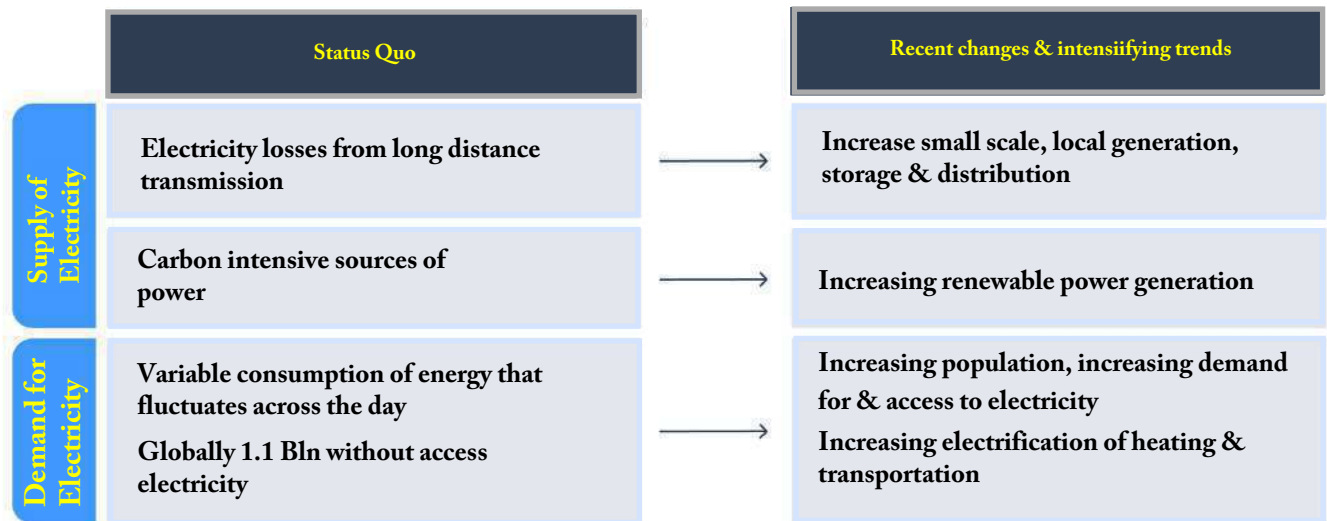 Status Quo
Recent changes & intensiifying trends
Supply of
Electricity
Electricity losses from long distance
transmission
Increase small scale, local generation,
storage & distribution
Carbon intensive sources of
power
Increasing renewable power generation
Demand for
Electricity
Variable consumption of energy that
fluctuates across the day
Globally 1.1 Bln without access
electricity
Increasing population, increasing demand
for & access to electricity
Increasing electrification of heating &
transportation